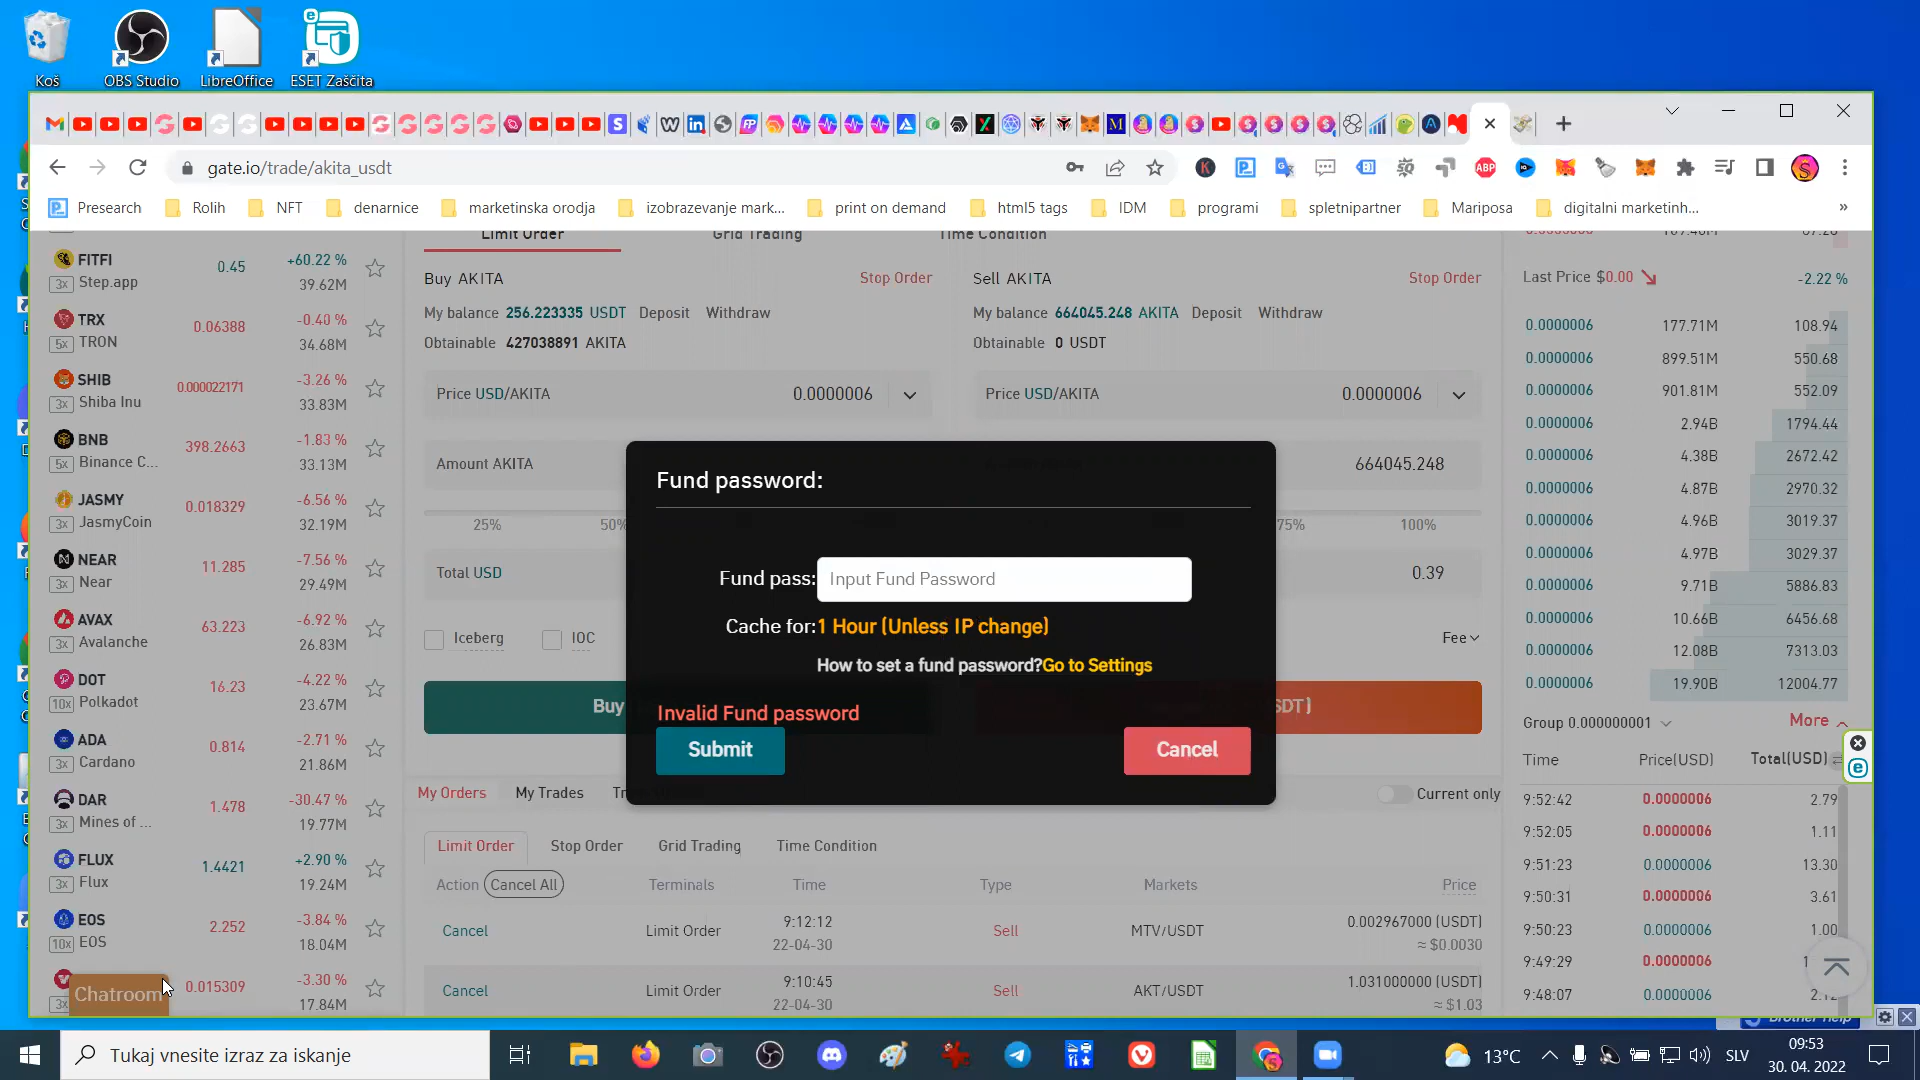 Koš
OBS Studio
LibreOffice
ESET Zaščita
gate.io/trade/akita_usdt
Presearch
Rolih
NFT
denarnice
marketinska orodja
izobrazevanje mark...
print on demand
html5 tags
IDM
programi
spletnipartner
Mariposa
digitalni marketinh...
»
Limit Order
Grid Trading
Time Condition
FITFI 0.45 +60.22 %
3x Step.app 39.62M
TRX 0.06388 -0.40 %
5x TRON 34.68M
SHIB 0.000022171 -3.26 %
3x Shiba Inu 33.83M
BNB 398.2663 -1.83 %
5x Binance C... 33.13M
JASMY 0.018329 -6.56 %
3x JasmyCoin 32.19M
NEAR 11.285 -7.56 %
3x Near 29.49M
AVAX 63.223 -6.92 %
3x Avalanche 26.83M
DOT 16.23 -4.22 %
10x Polkadot 23.67M
ADA 0.814 -2.71 %
3x Cardano 21.86M
DAR 1.478 -30.47 %
3x Mines of ... 19.77M
FLUX 1.4421 +2.90 %
3x Flux 19.24M
EOS 2.252 -3.84 %
10x EOS 18.04M
0.015309 -3.30 %
3x 17.84M
Chatroom
Buy AKITA
Stop Order
My balance 256.223335 USDT Deposit Withdraw
Obtainable 427038891 AKITA
Price USD/AKITA 0.0000006
Amount AKITA
25% 50%
Total USD
Iceberg IOC
Buy
Sell AKITA
Stop Order
My balance 664045.248 AKITA Deposit Withdraw
Obtainable 0 USDT
Price USD/AKITA 0.0000006
664045.248
75% 100%
0.39
Fee
SDT)
Fund password:
Fund pass: Input Fund Password
Cache for: 1 Hour (Unless IP change)
How to set a fund password? Go to Settings
Invalid Fund password
Submit
Cancel
My Orders
My Trades
Current only
Limit Order
Stop Order
Grid Trading
Time Condition
Action Cancel All Terminals Time Type Markets Price
Cancel Limit Order 9:12:12 Sell MTV/USDT 0.002967000 (USDT)
22-04-30 ≈ $0.0030
Cancel Limit Order 9:10:45 Sell AKT/USDT 1.031000000 (USDT)
22-04-30 ≈ $1.03
Last Price $0.00 -2.22 %
0.0000006 177.71M 108.94
0.0000006 899.51M 550.68
0.0000006 901.81M 552.09
0.0000006 2.94B 1794.44
0.0000006 4.38B 2672.42
0.0000006 4.87B 2970.32
0.0000006 4.96B 3019.37
0.0000006 4.97B 3029.37
0.0000006 9.71B 5886.83
0.0000006 10.66B 6456.68
0.0000006 12.08B 7313.03
0.0000006 19.90B 12004.77
Group 0.000000001 More
Time Price(USD) Total(USD)
9:52:42 0.0000006 2.79
9:52:05 0.0000006 1.11
9:51:23 0.0000006 13.30
9:50:31 0.0000006 3.61
9:50:23 0.0000006 1.00
9:49:29 0.0000006
9:48:07 0.0000006
Tukaj vnesite izraz za iskanje
13°C
SLV
09:53
30. 04. 2022